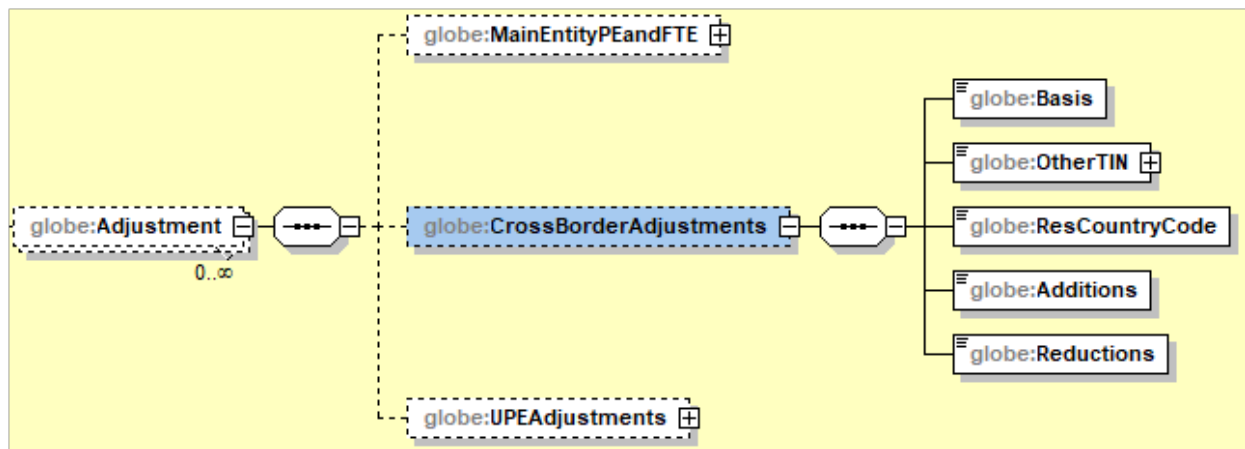 globe:MainEntityPEandFTE
globe:Basis
globe:OtherTIN
globe:Adjustment
0..∞
globe:CrossBorderAdjustments
globe:ResCountryCode
globe:Additions
globe:Reductions
globe:UPEAdjustments